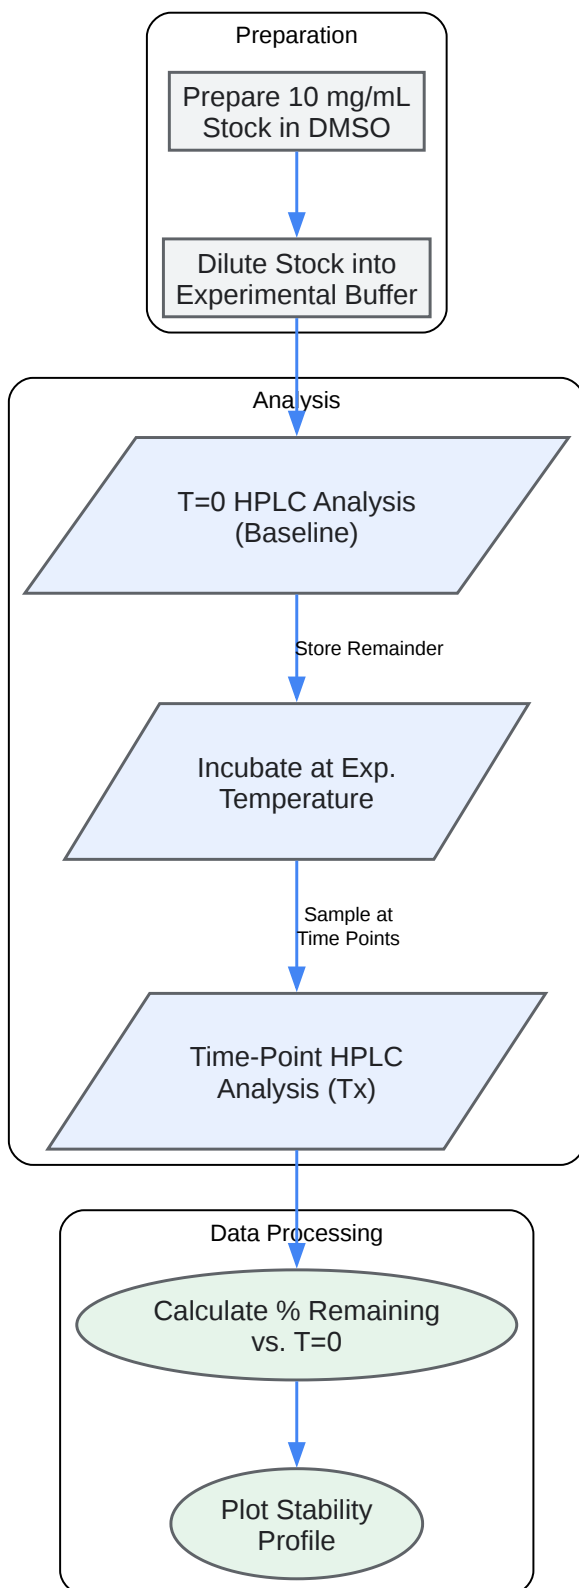 Preparation
Prepare 10 mg/mL
Stock in DMSO
Dilute Stock into
Experimental Buffer
Analysis
T=0 HPLC Analysis
(Baseline)
Store Remainder
Incubate at Exp.
Temperature
Sample at
Time Points
Time-Point HPLC
Analysis (Tx)
Data Processing
Calculate % Remaining
vs. T=0
Plot Stability
Profile